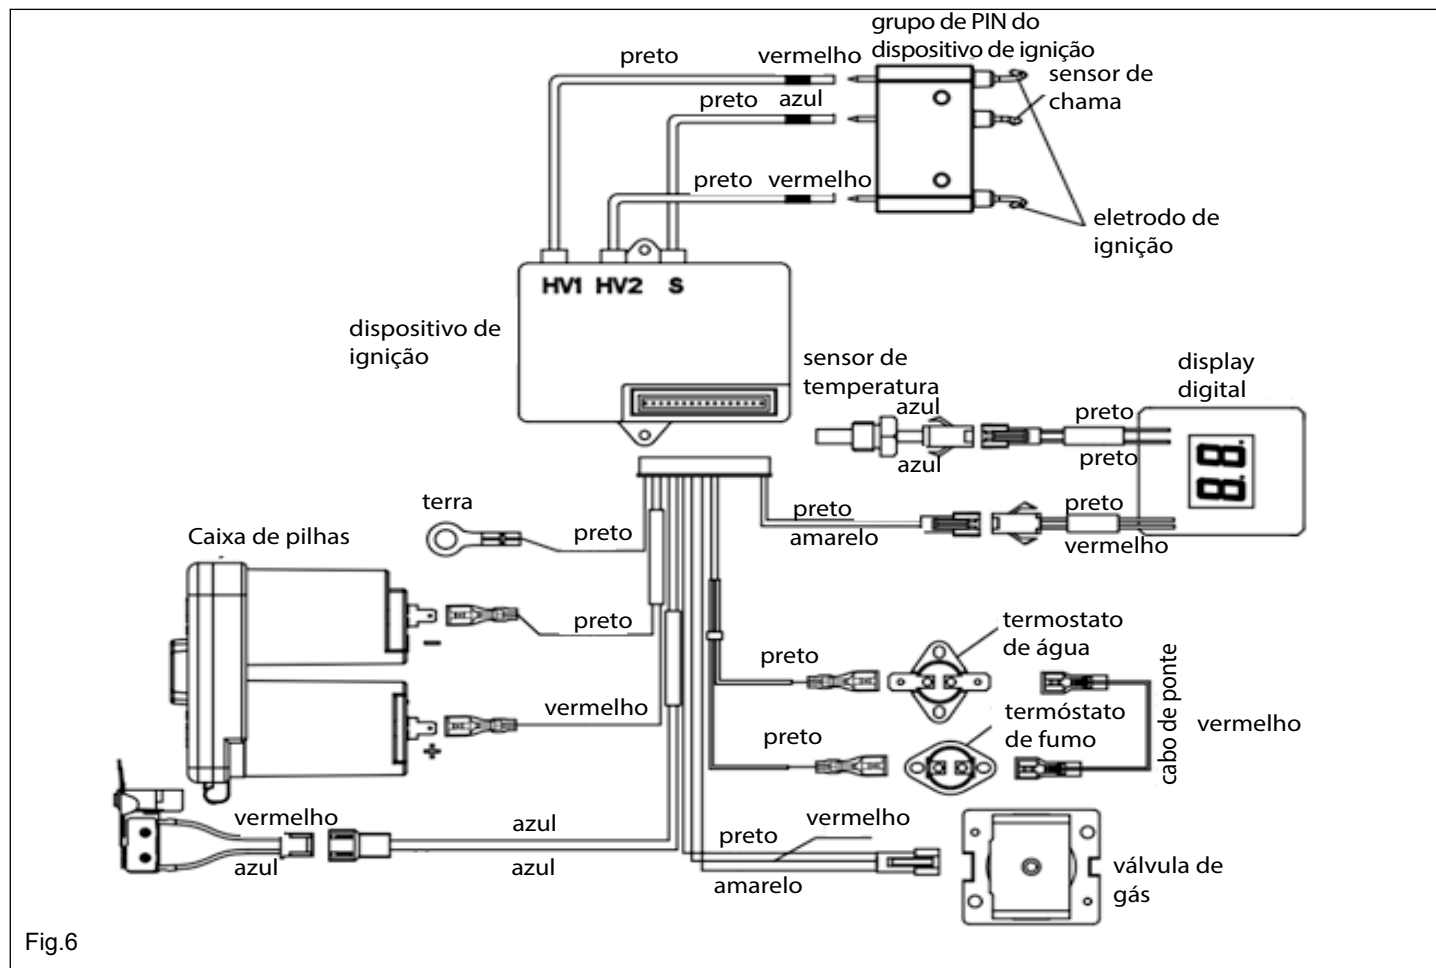 grupo de PIN do
dispositivo de ignição
preto
vermelho
sensor de
chama
preto
azul
preto
vermelho
eletrodo de
ignição
HV1 HV2 S
dispositivo de
ignição
sensor de
temperatura
display
digital
azul
preto
azul
preto
88
88
terra
preto
preto
amarelo
preto
vermelho
Caixa de pilhas
preto
-
termostato
de água
preto
cabo de ponte
vermelho
vermelho
+
termóstato
de fumo
preto
vermelho
azul
azul
azul
preto
vermelho
amarelo
válvula de
gás
Fig.6